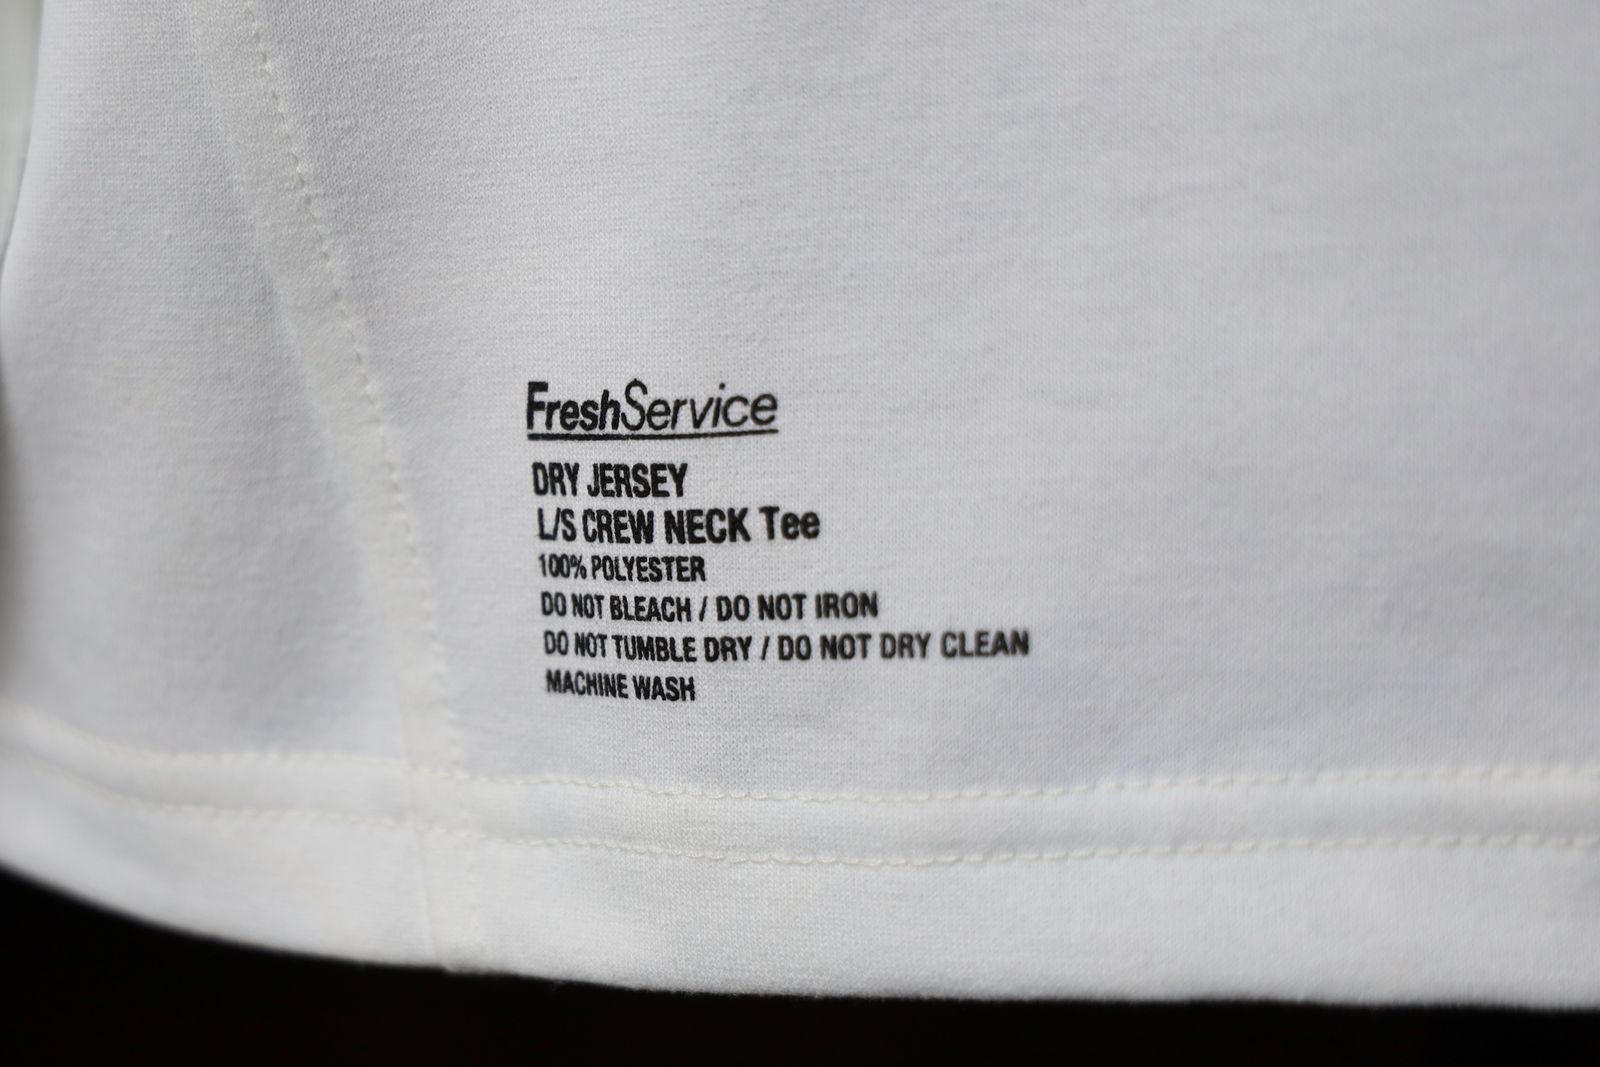 FreshService
DRY JERSEY
L/S CREW NECK Tee
100% POLYESTER
DO NOT BLEACH / DO NOT IRON
DO NOT TUMBLE DRY / DO NOT DRY CLEAN
MACHINE WASH